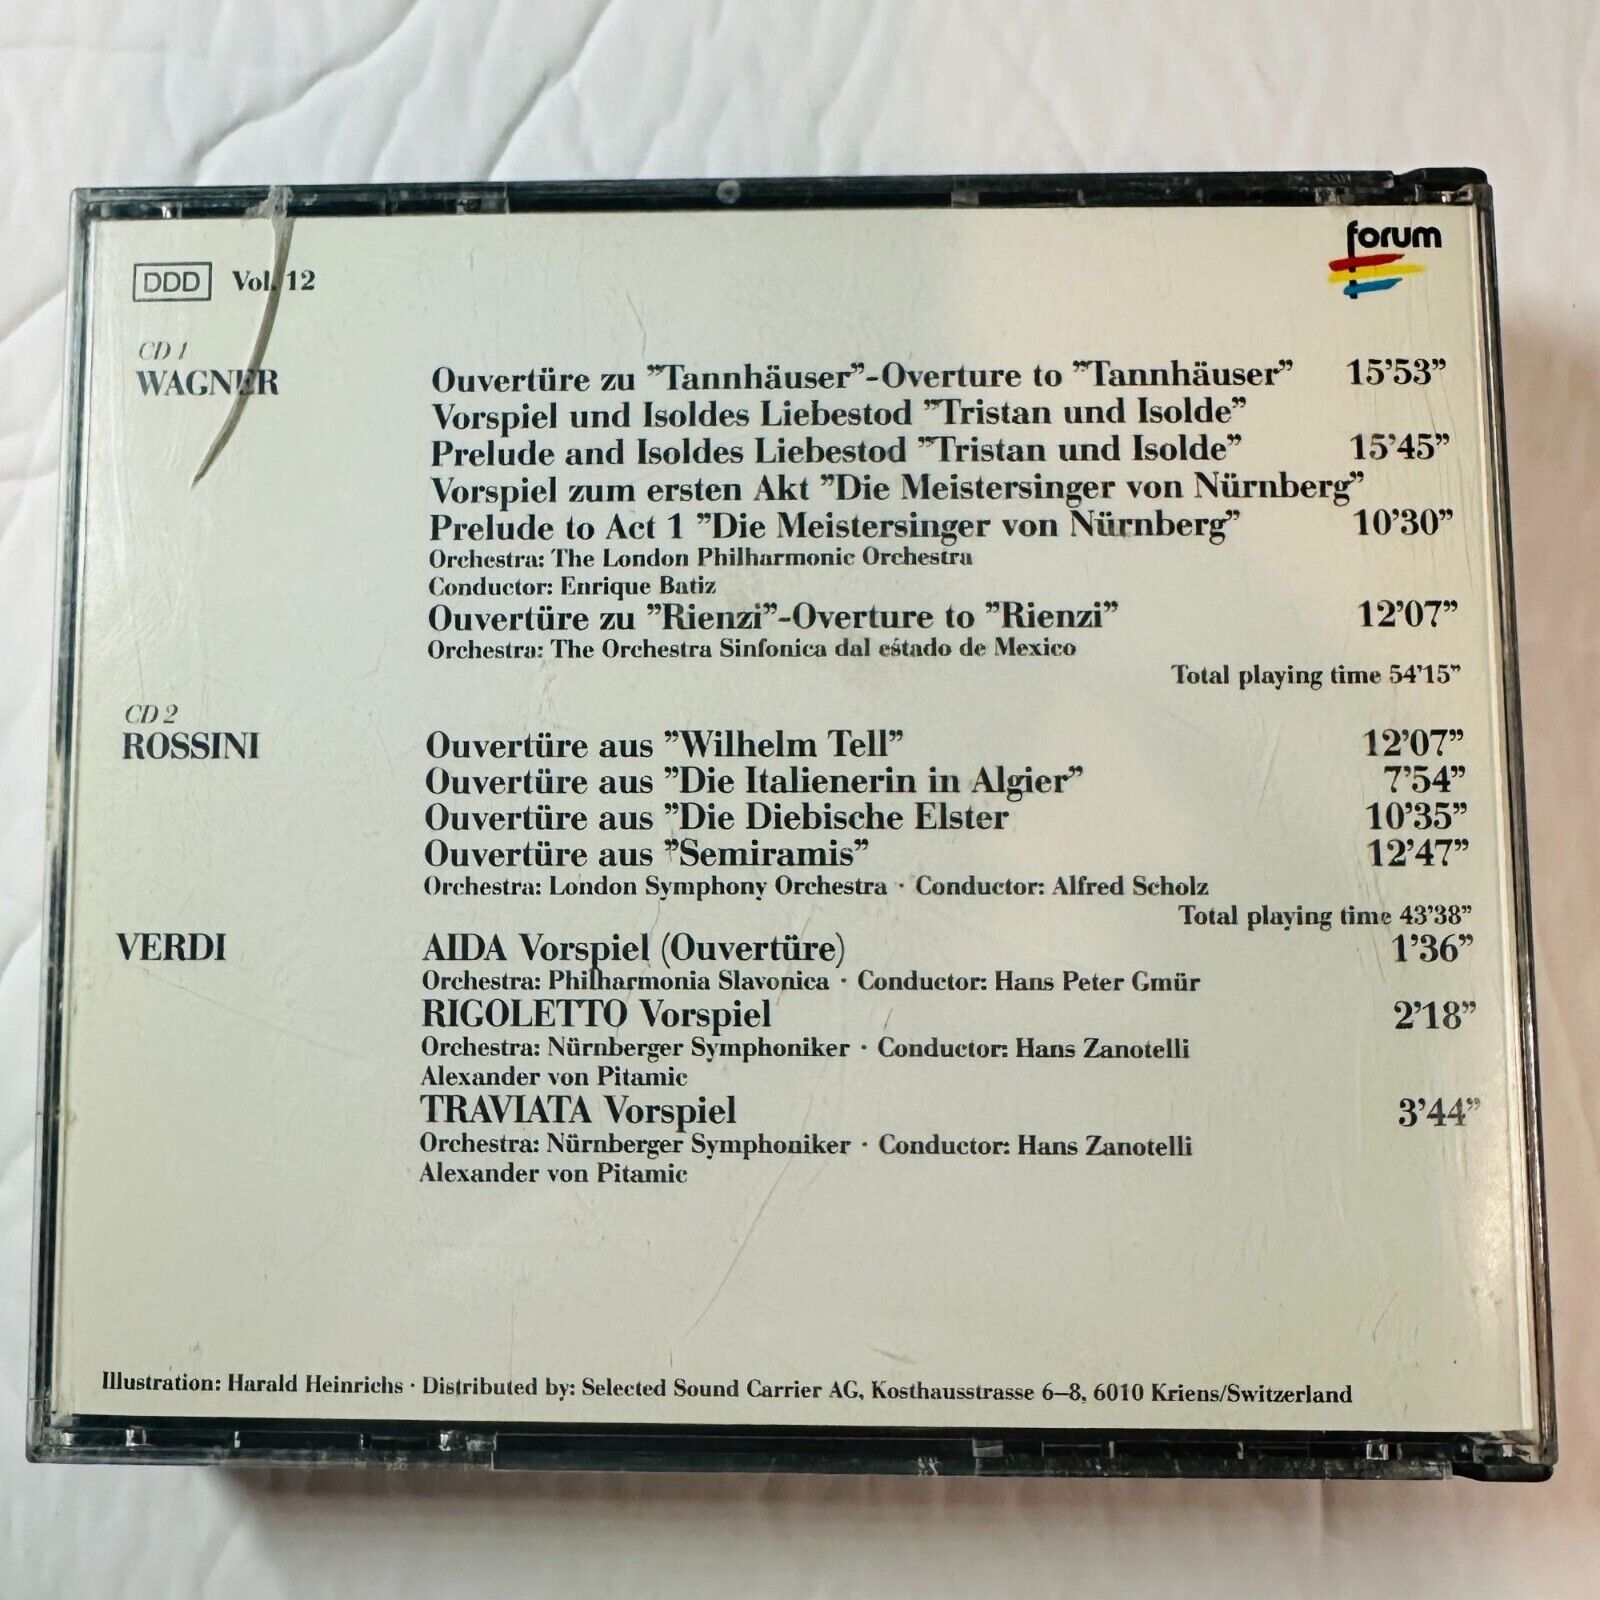 forum
DDD Vol. 12
CD 1
WAGNER Ouvertüre zu ”Tannhäuser”-Overture to ”Tannhäuser” 15’53”
Vorspiel und Isoldes Liebestod ”Tristan und Isolde”
Prelude and Isoldes Liebestod ”Tristan und Isolde” 15’45”
Vorspiel zum ersten Akt ”Die Meistersinger von Nürnberg”
Prelude to Act 1 ”Die Meistersinger von Nürnberg” 10’30”
Orchestra: The London Philharmonic Orchestra
Conductor: Enrique Batiz
Ouvertüre zu ”Rienzi”-Overture to ”Rienzi” 12’07”
Orchestra: The Orchestra Sinfonica dal estado de Mexico
Total playing time 54’15”
CD 2
ROSSINI Ouvertüre aus ”Wilhelm Tell” 12’07”
Ouvertüre aus ”Die Italienerin in Algier” 7’54”
Ouvertüre aus ”Die Diebische Elster 10’35”
Ouvertüre aus ”Semiramis” 12’47”
Orchestra: London Symphony Orchestra · Conductor: Alfred Scholz
Total playing time 43’38”
VERDI AIDA Vorspiel (Ouvertüre) 1’36”
Orchestra: Philharmonia Slavonica · Conductor: Hans Peter Gmür
RIGOLETTO Vorspiel 2’18”
Orchestra: Nürnberger Symphoniker · Conductor: Hans Zanotelli
Alexander von Pitamic
TRAVIATA Vorspiel 3’44”
Orchestra: Nürnberger Symphoniker · Conductor: Hans Zanotelli
Alexander von Pitamic
Illustration: Harald Heinrichs · Distributed by: Selected Sound Carrier AG, Kosthausstrasse 6–8, 6010 Kriens/Switzerland